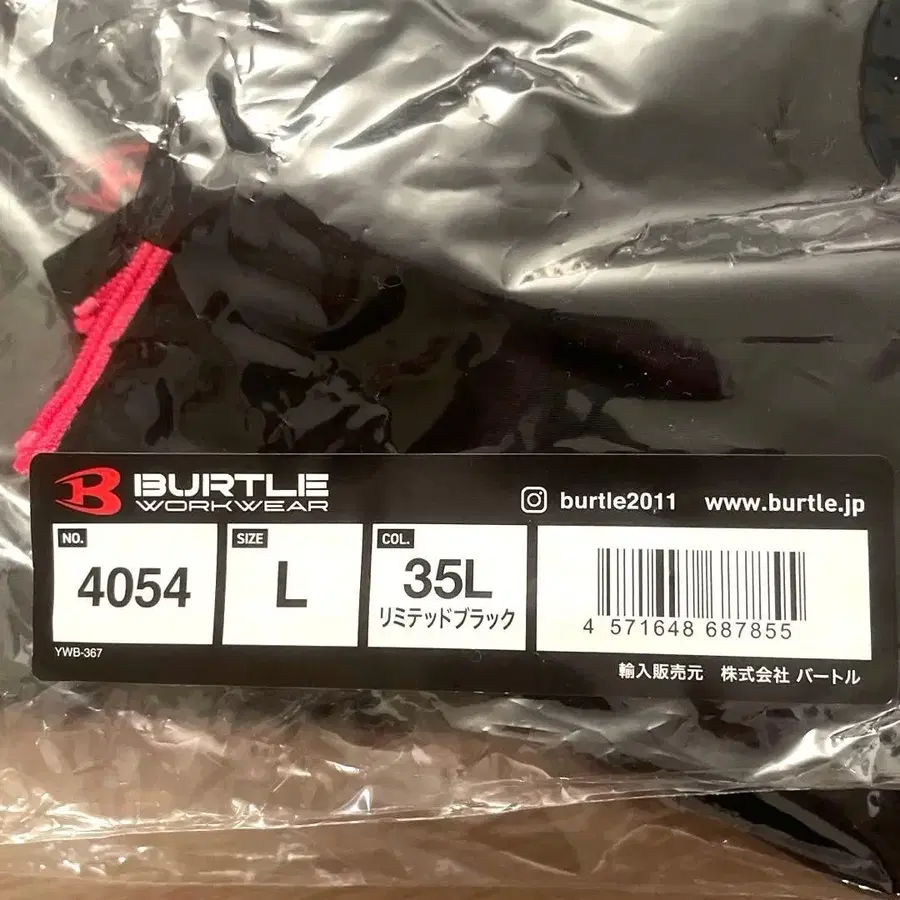 BURTLE
WORKWEAR
burtle2011 www.burtle.jp
NO.
4054
SIZE
L
COL.
35L
リミテッドブラック
4 571648 687855
YWB-367
輸入販売元 株式会社 バートル